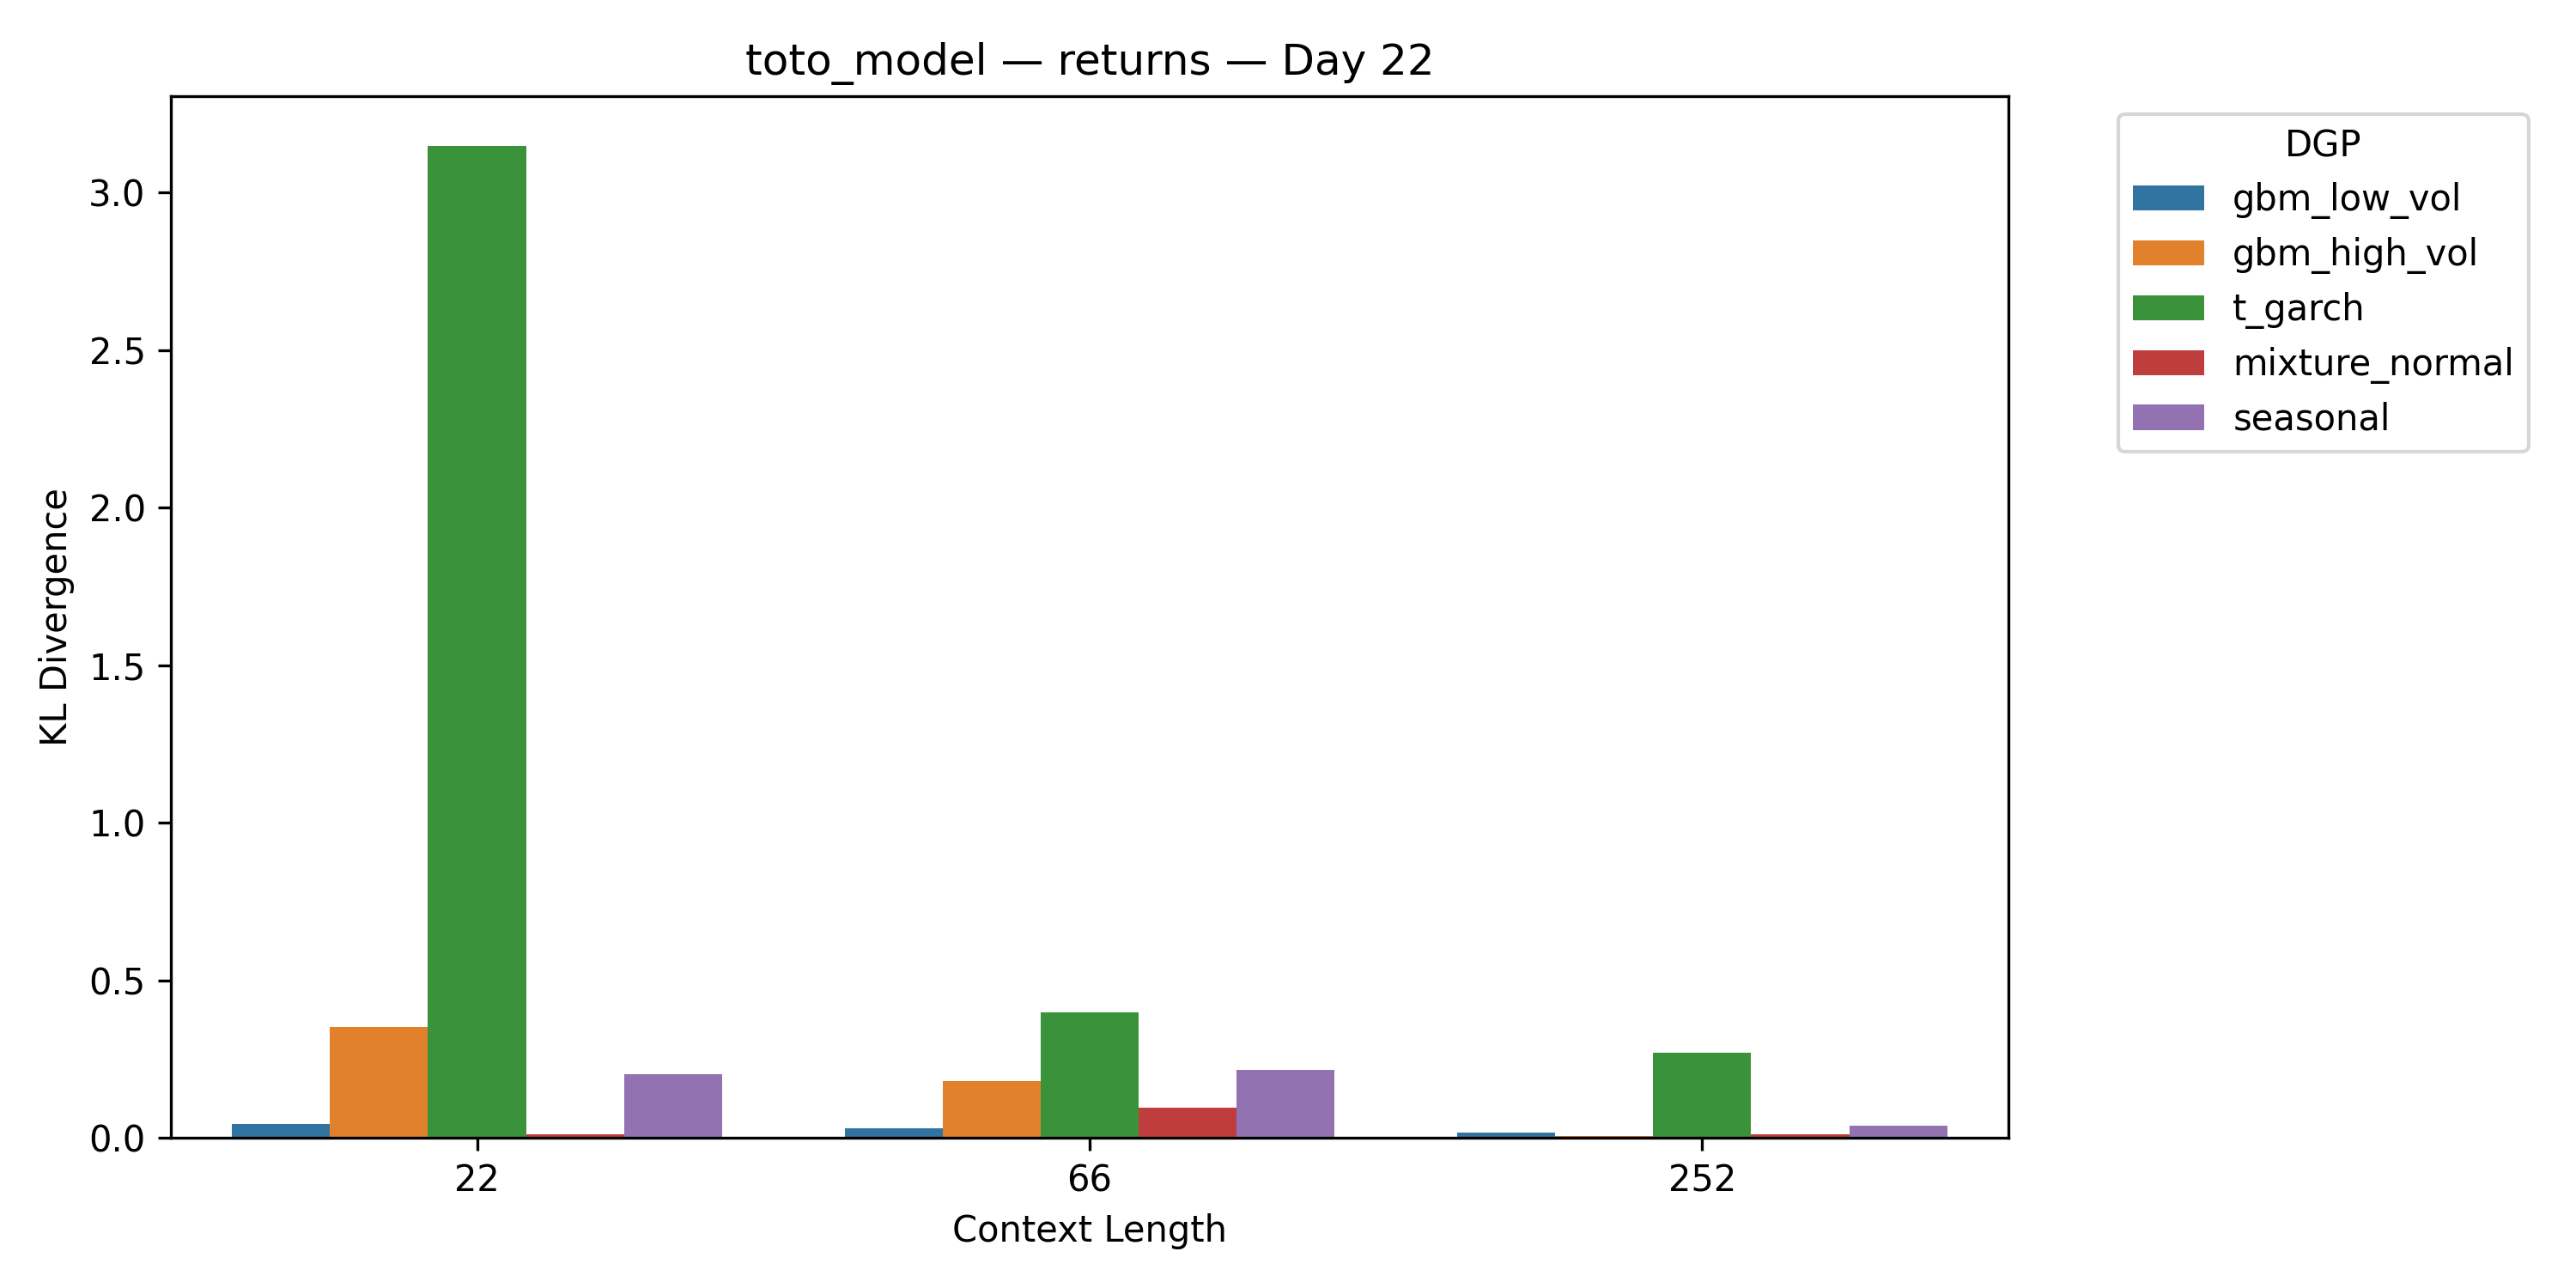 toto_model — returns — Day 22
KL Divergence
3.0
2.5
2.0
1.5
1.0
0.5
0.0
22
66
252
Context Length
DGP
gbm_low_vol
gbm_high_vol
t_garch
mixture_normal
seasonal